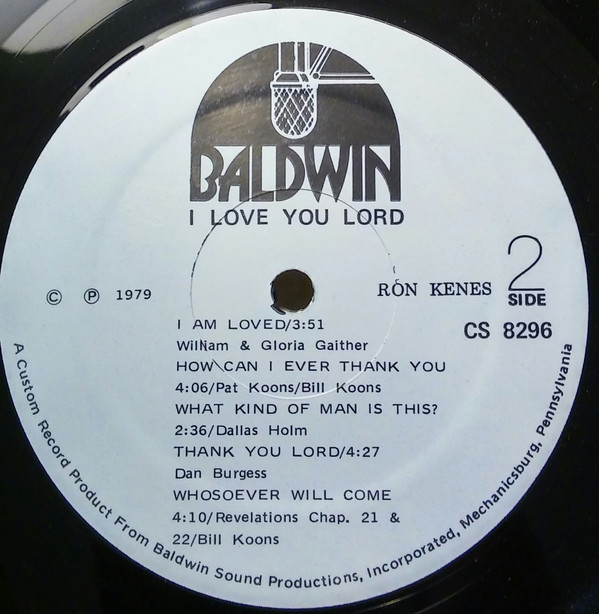 BALDWIN
I LOVE YOU LORD
© ℗ 1979
RON KENES
2
SIDE
CS 8296
I AM LOVED/3:51
William & Gloria Gaither
HOW CAN I EVER THANK YOU
4:06/Pat Koons/Bill Koons
WHAT KIND OF MAN IS THIS?
2:36/Dallas Holm
THANK YOU LORD/4:27
Dan Burgess
WHOSOEVER WILL COME
4:10/Revelations Chap. 21 &
22/Bill Koons
A Custom Record Product From Baldwin Sound Productions, Incorporated, Mechanicsburg, Pennsylvania